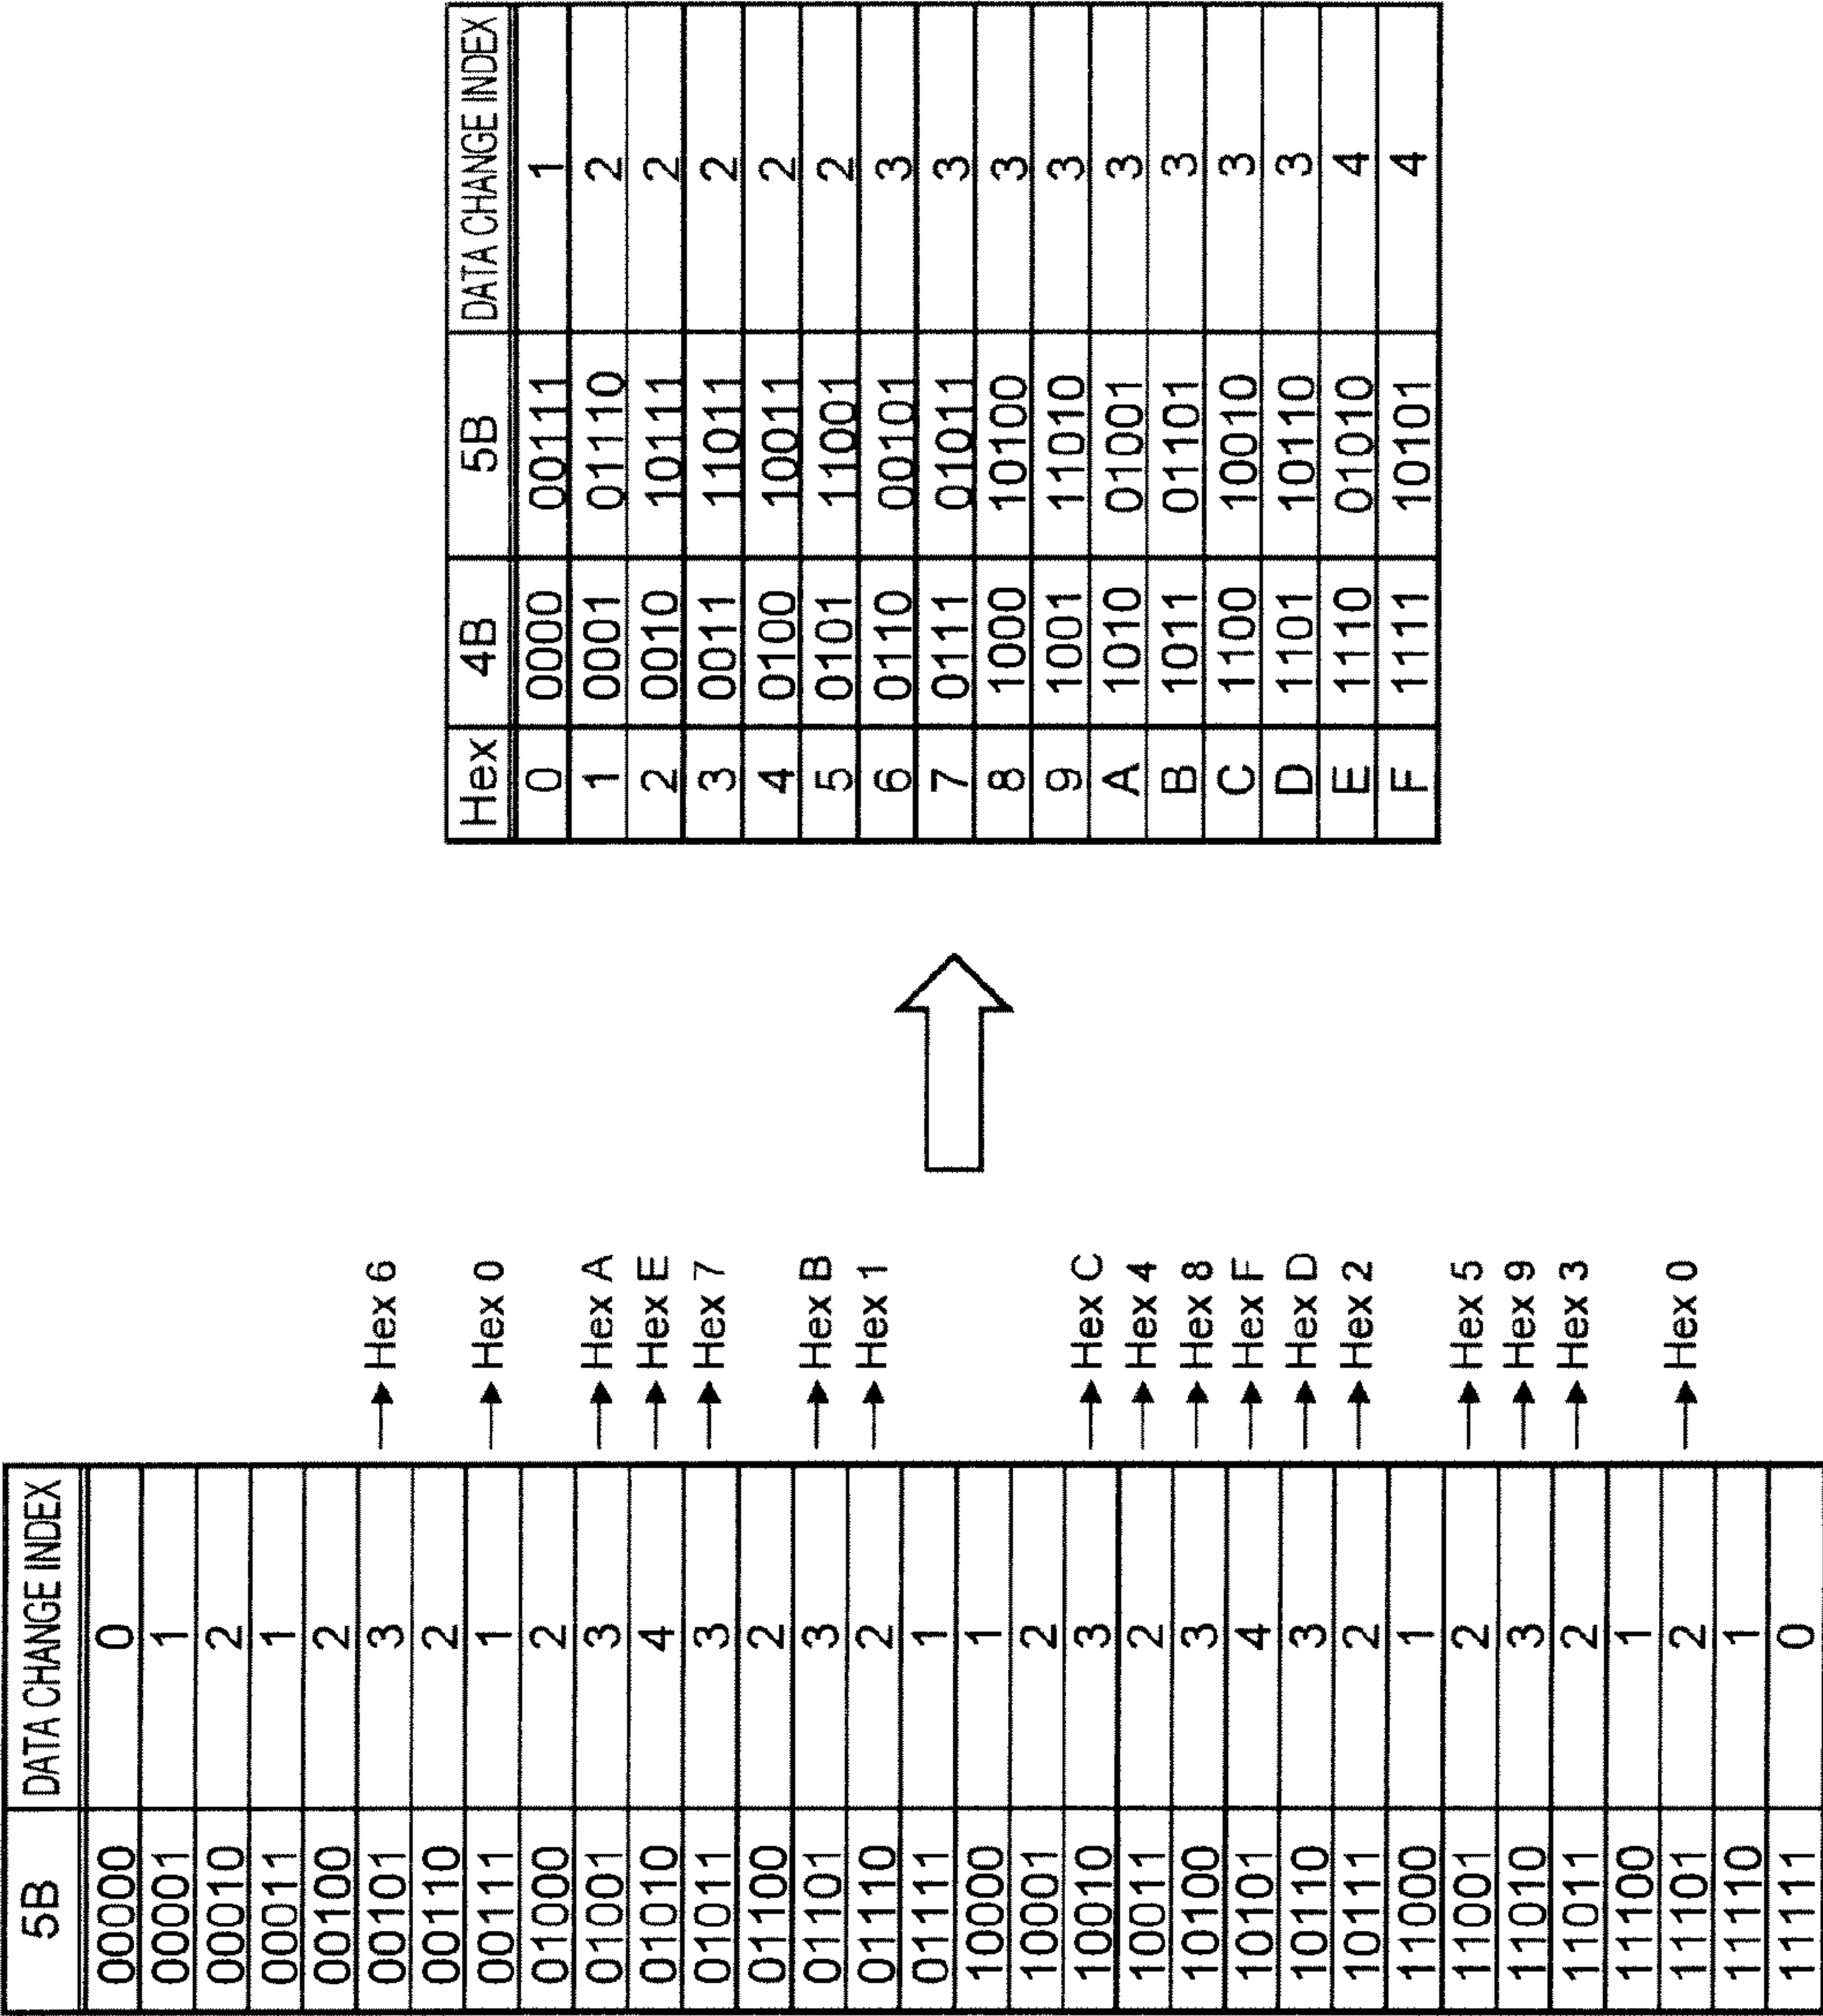 5B DATA CHANGE INDEX
00000 0
00001 1
00010 2
00011 1
00100 2
00101 3 Hex 6
00110 2
00111 1 Hex 0
01000 2
01001 3 Hex A
01010 4 Hex E
01011 3 Hex 7
01100 2
01101 3 Hex B
01110 2 Hex 1
01111 1
10000 1
10001 2
10010 3 Hex C
10011 2 Hex 4
10100 3 Hex 8
10101 4 Hex F
10110 3 Hex D
10111 2 Hex 2
11000 1
11001 2 Hex 5
11010 3 Hex 9
11011 2 Hex 3
11100 1
11101 2 Hex 0
11110 1
11111 0
Hex 4B 5B DATA CHANGE INDEX
0 0000 00111 1
1 0001 01110 2
2 0010 10111 2
3 0011 11011 2
4 0100 10011 2
5 0101 11001 2
6 0110 00101 3
7 0111 01011 3
8 1000 10100 3
9 1001 11010 3
A 1010 01001 3
B 1011 01101 3
C 1100 10010 3
D 1101 10110 3
E 1110 01010 4
F 1111 10101 4